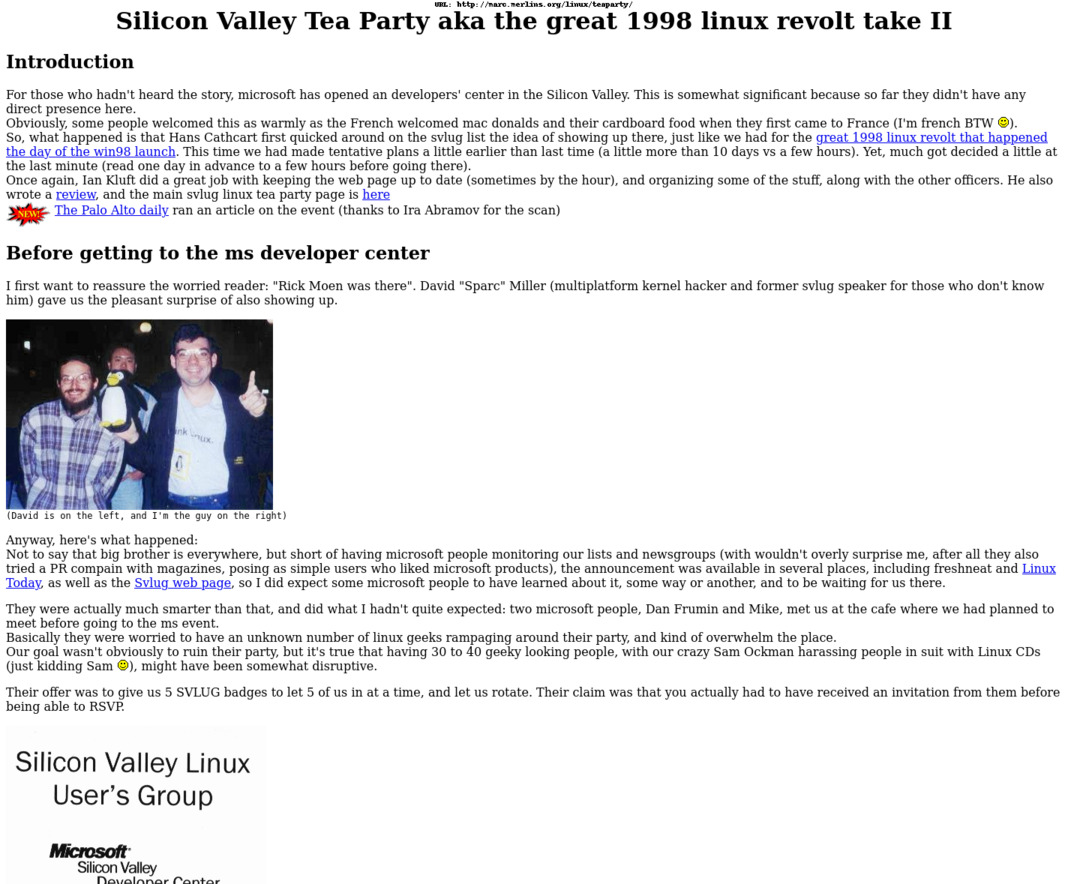 URL: http://marc.merlins.org/linux/teaparty/
Silicon Valley Tea Party aka the great 1998 linux revolt take II
Introduction
For those who hadn't heard the story, microsoft has opened an developers' center in the Silicon Valley. This is somewhat significant because so far they didn't have any
direct presence here.
Obviously, some people welcomed this as warmly as the French welcomed mac donalds and their cardboard food when they first came to France (I'm french BTW ).
So, what happened is that Hans Cathcart first quicked around on the svlug list the idea of showing up there, just like we had for the great 1998 linux revolt that happened
the day of the win98 launch. This time we had made tentative plans a little earlier than last time (a little more than 10 days vs a few hours). Yet, much got decided a little at
the last minute (read one day in advance to a few hours before going there).
Once again, Ian Kluft did a great job with keeping the web page up to date (sometimes by the hour), and organizing some of the stuff, along with the other officers. He also
wrote a review, and the main svlug linux tea party page is here
NEW! The Palo Alto daily ran an article on the event (thanks to Ira Abramov for the scan)
Before getting to the ms developer center
I first want to reassure the worried reader: "Rick Moen was there". David "Sparc" Miller (multiplatform kernel hacker and former svlug speaker for those who don't know
him) gave us the pleasant surprise of also showing up.
nk Linux.
(David is on the left, and I'm the guy on the right)
Anyway, here's what happened:
Not to say that big brother is everywhere, but short of having microsoft people monitoring our lists and newsgroups (with wouldn't overly surprise me, after all they also
tried a PR compain with magazines, posing as simple users who liked microsoft products), the announcement was available in several places, including freshneat and Linux
Today, as well as the Svlug web page, so I did expect some microsoft people to have learned about it, some way or another, and to be waiting for us there.
They were actually much smarter than that, and did what I hadn't quite expected: two microsoft people, Dan Frumin and Mike, met us at the cafe where we had planned to
meet before going to the ms event.
Basically they were worried to have an unknown number of linux geeks rampaging around their party, and kind of overwhelm the place.
Our goal wasn't obviously to ruin their party, but it's true that having 30 to 40 geeky looking people, with our crazy Sam Ockman harassing people in suit with Linux CDs
(just kidding Sam ), might have been somewhat disruptive.
Their offer was to give us 5 SVLUG badges to let 5 of us in at a time, and let us rotate. Their claim was that you actually had to have received an invitation from them before
being able to RSVP.
Silicon Valley Linux
User's Group
Microsoft
Silicon Valley
Developer Center